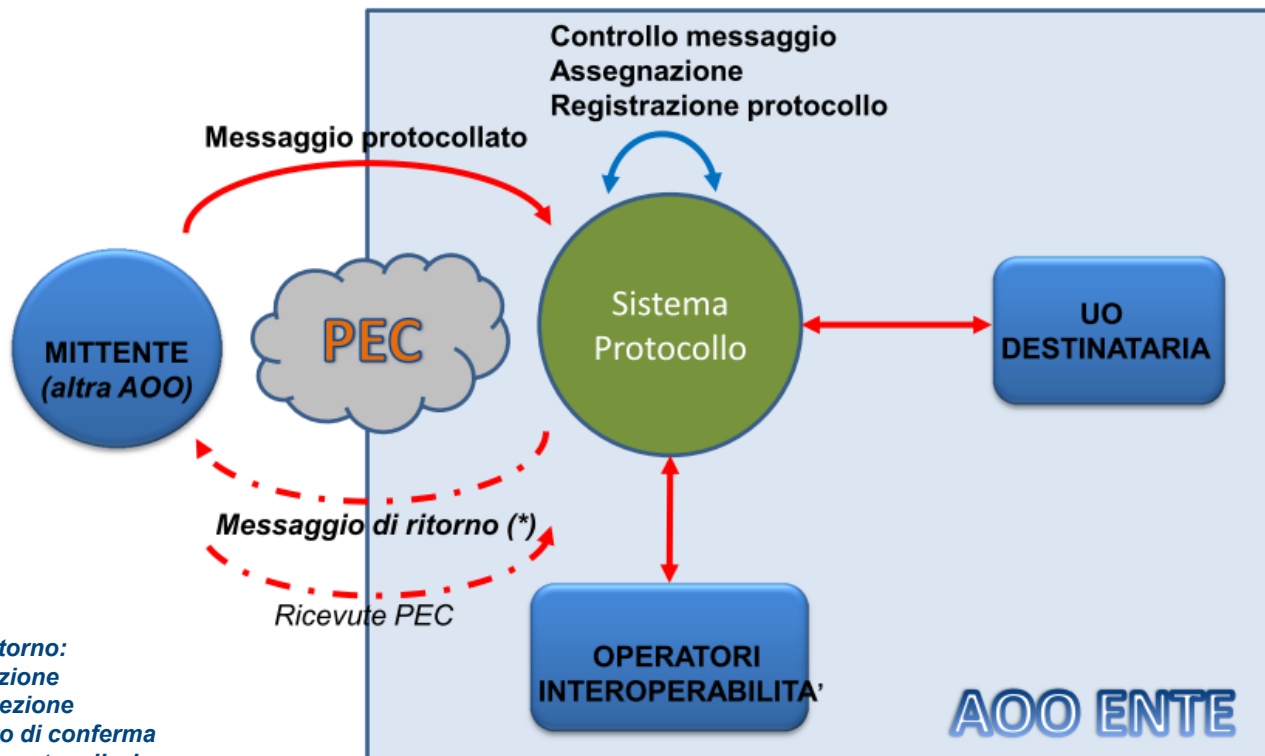 Controllo messaggio
Assegnazione
Registrazione protocollo
Messaggio protocollato
MITTENTE
(altra AOO)
PEC
Sistema
Protocollo
UO
DESTINATARIA
Messaggio di ritorno (*)
Ricevute PEC
OPERATORI
INTEROPERABILITA'
AOO ENTE
torno:
zione
ezione
o di conferma